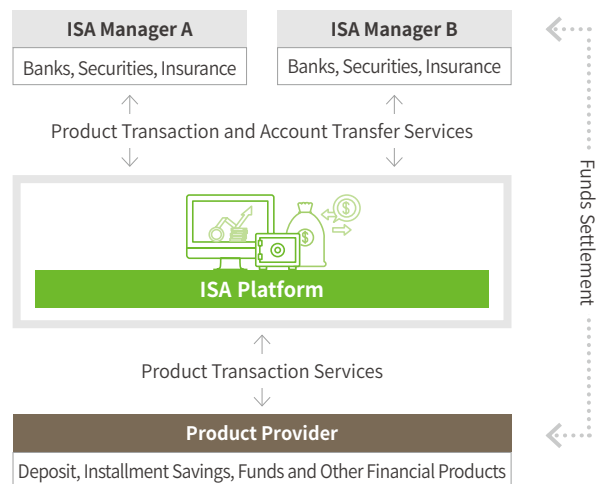 ISA Manager A
ISA Manager B
Banks, Securities, Insurance
Banks, Securities, Insurance
Product Transaction and Account Transfer Services
Funds Settlement
$
$
ISA Platform
Product Transaction Services
Product Provider
Deposit, Installment Savings, Funds and Other Financial Products